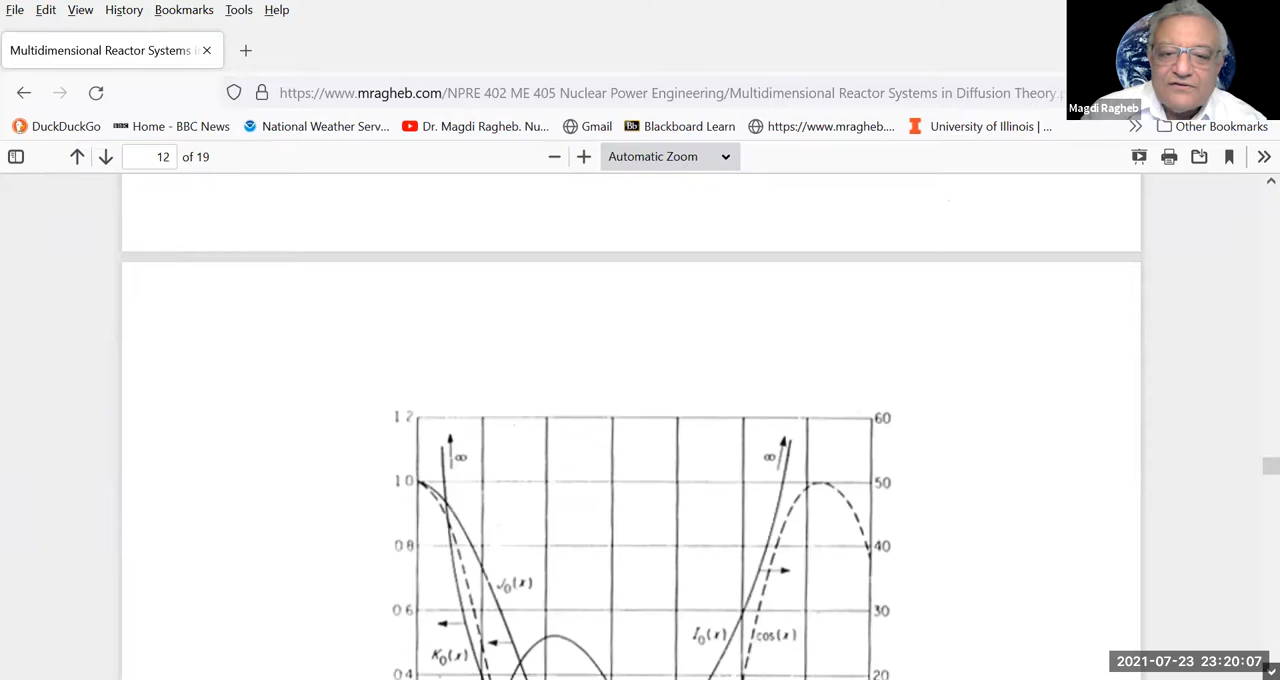 File Edit View History Bookmarks Tools Help
Multidimensional Reactor Systems i
https://www.mragheb.com/NPRE 402 ME 405 Nuclear Power Engineering/Multidimensional Reactor Systems in Diffusion Theory.p
Magdi Ragheb
DuckDuckGo BBC Home - BBC News National Weather Serv... Dr. Magdi Ragheb. Nu... Gmail Bb Blackboard Learn https://www.mragheb.... University of Illinois | ... Other Bookmarks
12 of 19 Automatic Zoom
1 2 60
∞ ∞
1 0 50
0 8 40
J₀(x)
0 6 30
K₀(x) I₀(x) cos(x)
0 4 20
2021-07-23 23:20:07